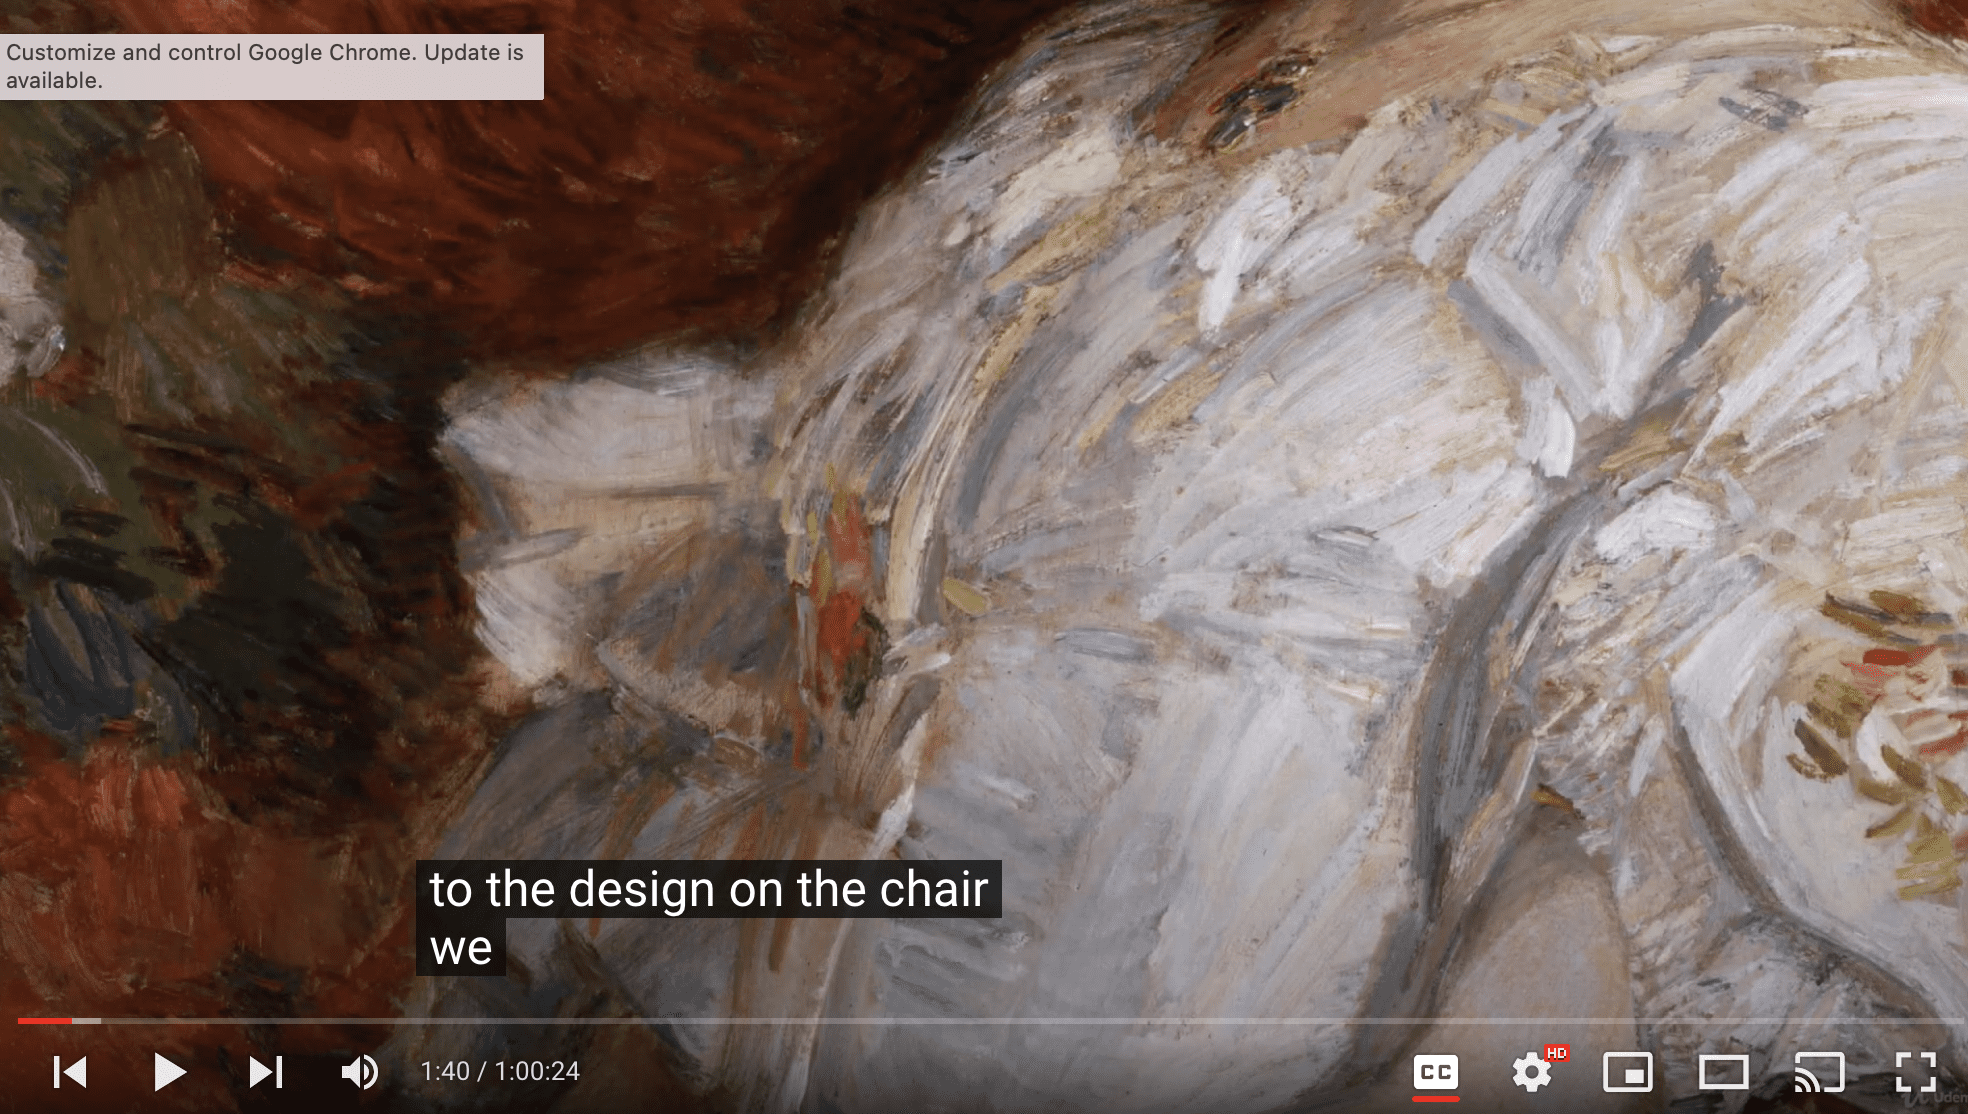 Customize and control Google Chrome. Update is
available.
to the design on the chair
we
1:40 / 1:00:24
CC
HD